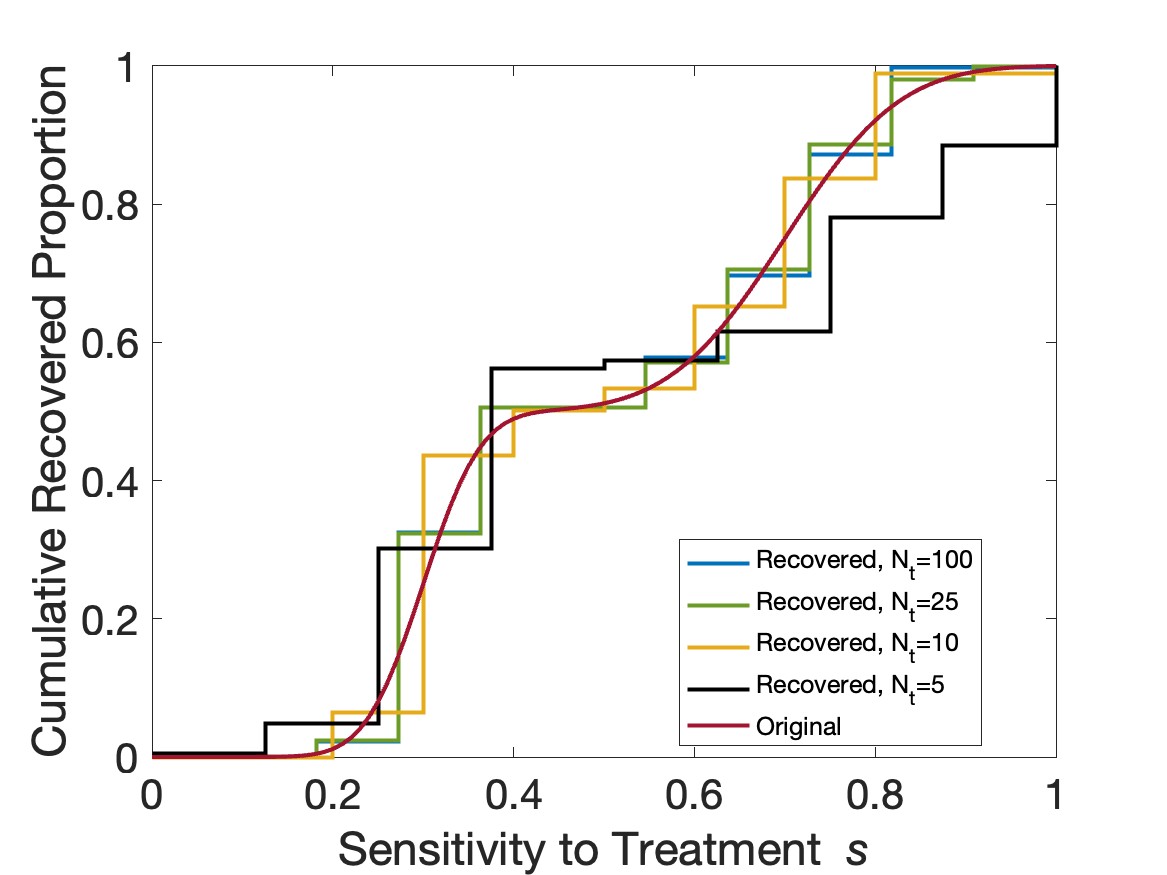 Cumulative Recovered Proportion
1
0.8
0.6
0.4
0.2
0
0 0.2 0.4 0.6 0.8 1
Sensitivity to Treatment s
Recovered, Nt=100
Recovered, Nt=25
Recovered, Nt=10
Recovered, Nt=5
Original